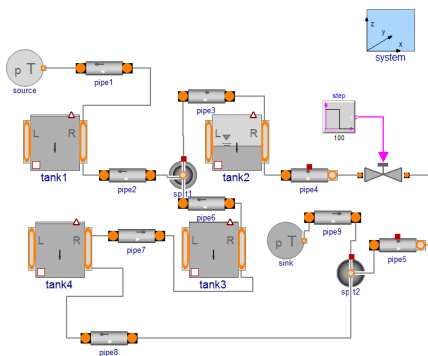 z
y
x
system
p T
source
pipe1
pipe3
step
100
L R
tank1
L R
tank2
pipe2
split1
pipe4
pipe6
L R
tank4
pipe7
L R
tank3
p T
sink
pipe9
pipe5
split2
pipe8